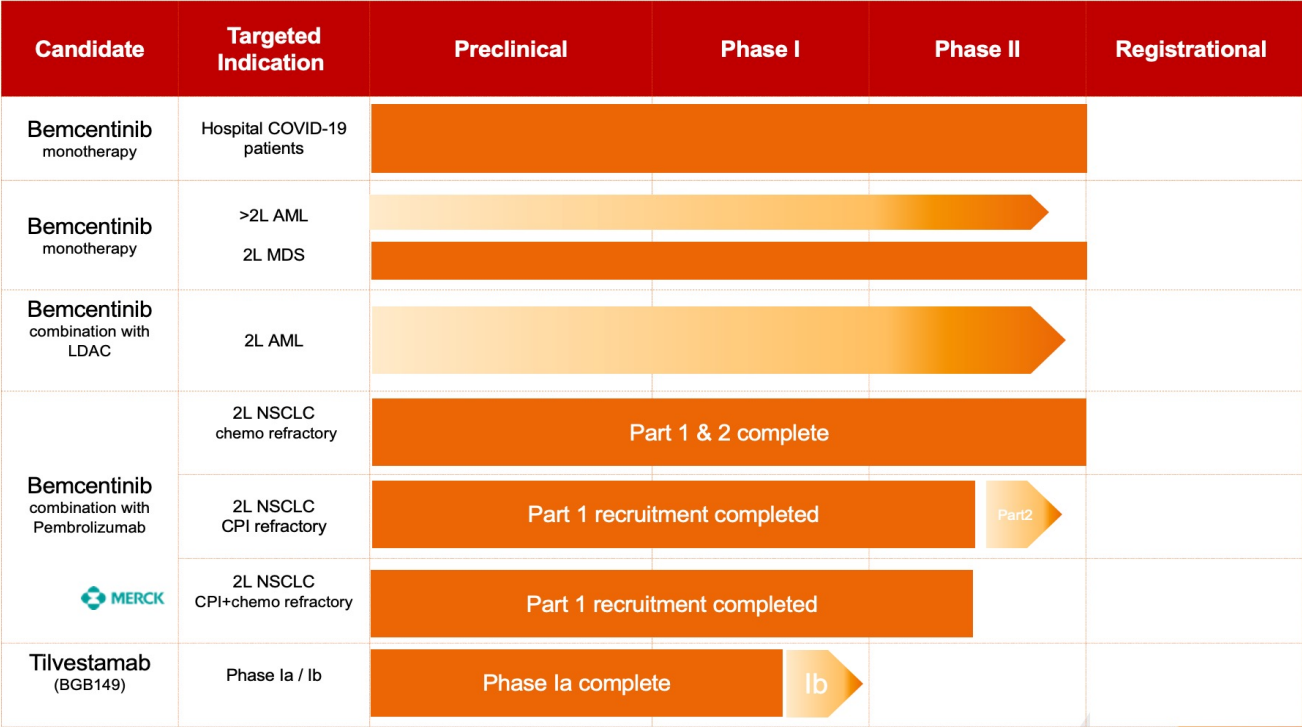 Candidate
Targeted
Indication
Preclinical
Phase I
Phase II
Registrational
Bemcentinib
monotherapy
Hospital COVID-19
patients
Bemcentinib
monotherapy
>2L AML
2L MDS
Bemcentinib
combination with
LDAC
2L AML
Bemcentinib
combination with
Pembrolizumab
MERCK
2L NSCLC
chemo refractory
Part 1 & 2 complete
2L NSCLC
CPI refractory
Part 1 recruitment completed
Part2
2L NSCLC
CPI+chemo refractory
Part 1 recruitment completed
Tilvestamab
(BGB149)
Phase Ia / Ib
Phase Ia complete
Ib